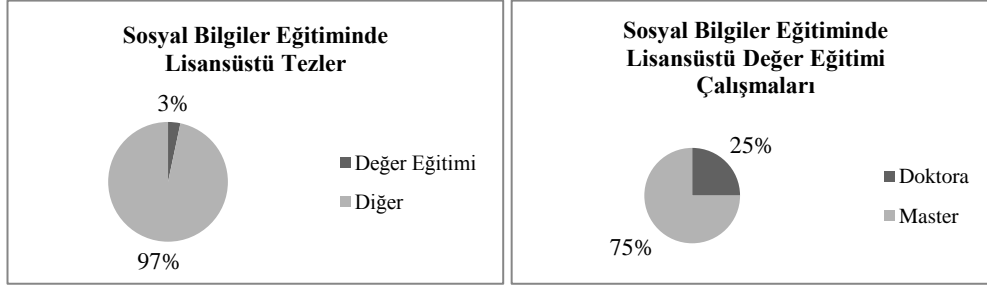 Sosyal Bilgiler Eğitiminde
Lisansüstü Tezler
3%
Değer Eğitimi
Diğer
97%
Sosyal Bilgiler Eğitiminde
Lisansüstü Değer Eğitimi
Çalışmaları
25%
Doktora
Master
75%